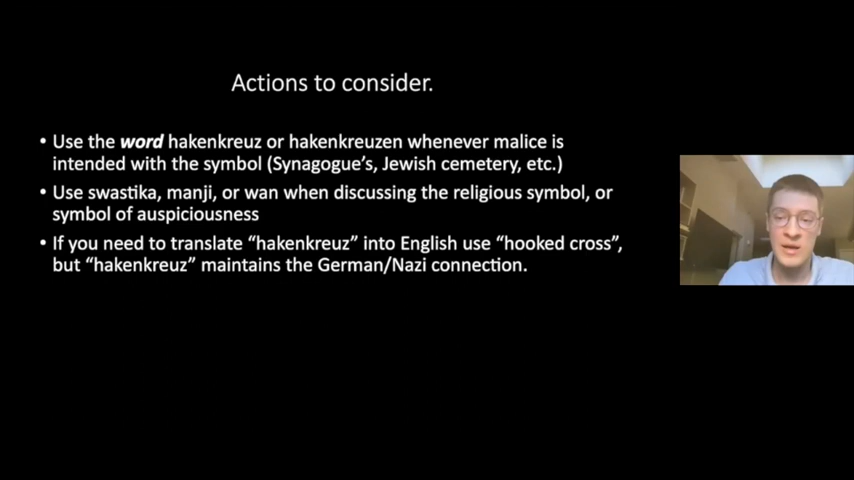 Actions to consider.
• Use the word hakenkreuz or hakenkreuzen whenever malice is
intended with the symbol (Synagogue's, Jewish cemetery, etc.)
• Use swastika, manji, or wan when discussing the religious symbol, or
symbol of auspiciousness
• If you need to translate “hakenkreuz” into English use “hooked cross”,
but “hakenkreuz” maintains the German/Nazi connection.